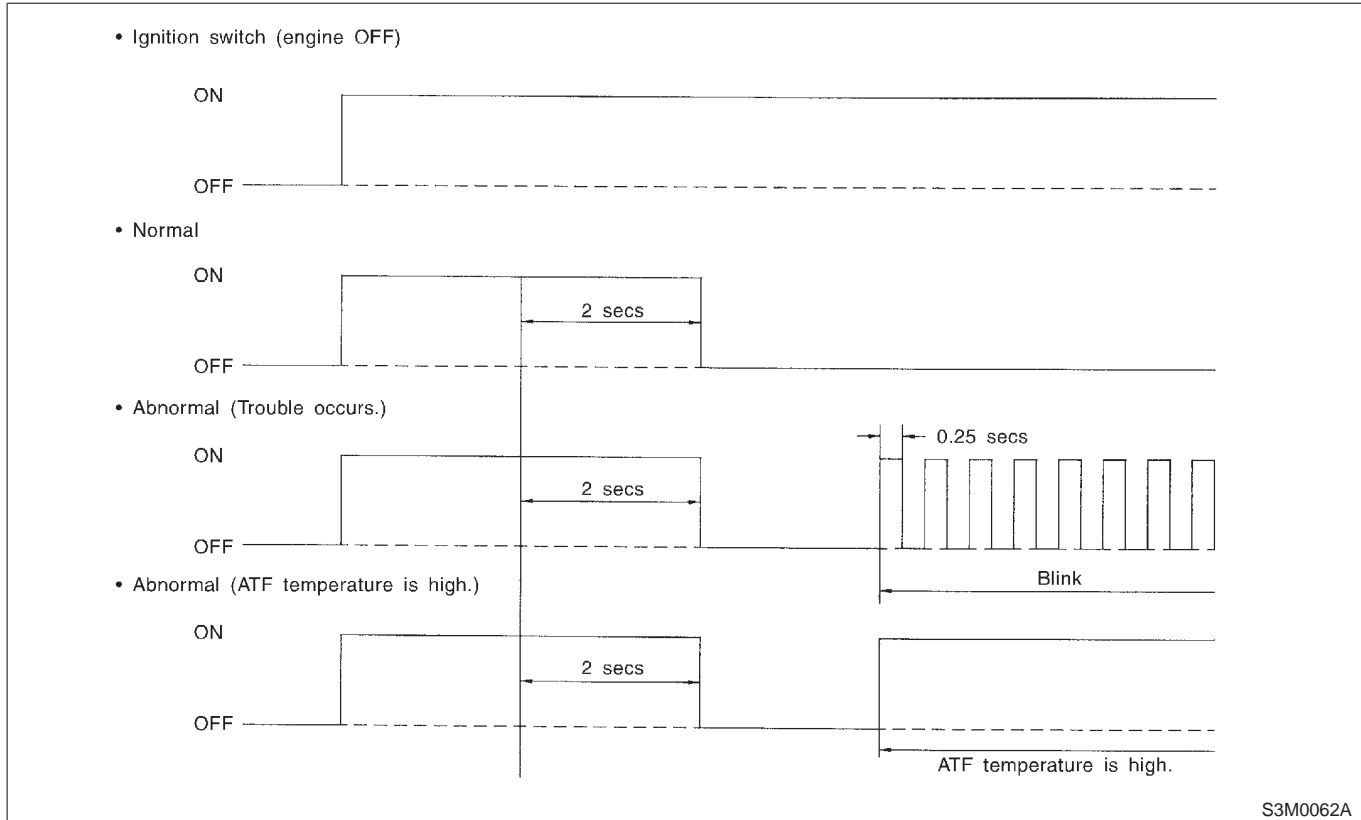 • Ignition switch (engine OFF)
ON
OFF
• Normal
ON
2 secs
OFF
• Abnormal (Trouble occurs.)
0.25 secs
ON
2 secs
OFF
Blink
• Abnormal (ATF temperature is high.)
ON
2 secs
OFF
ATF temperature is high.
S3M0062A